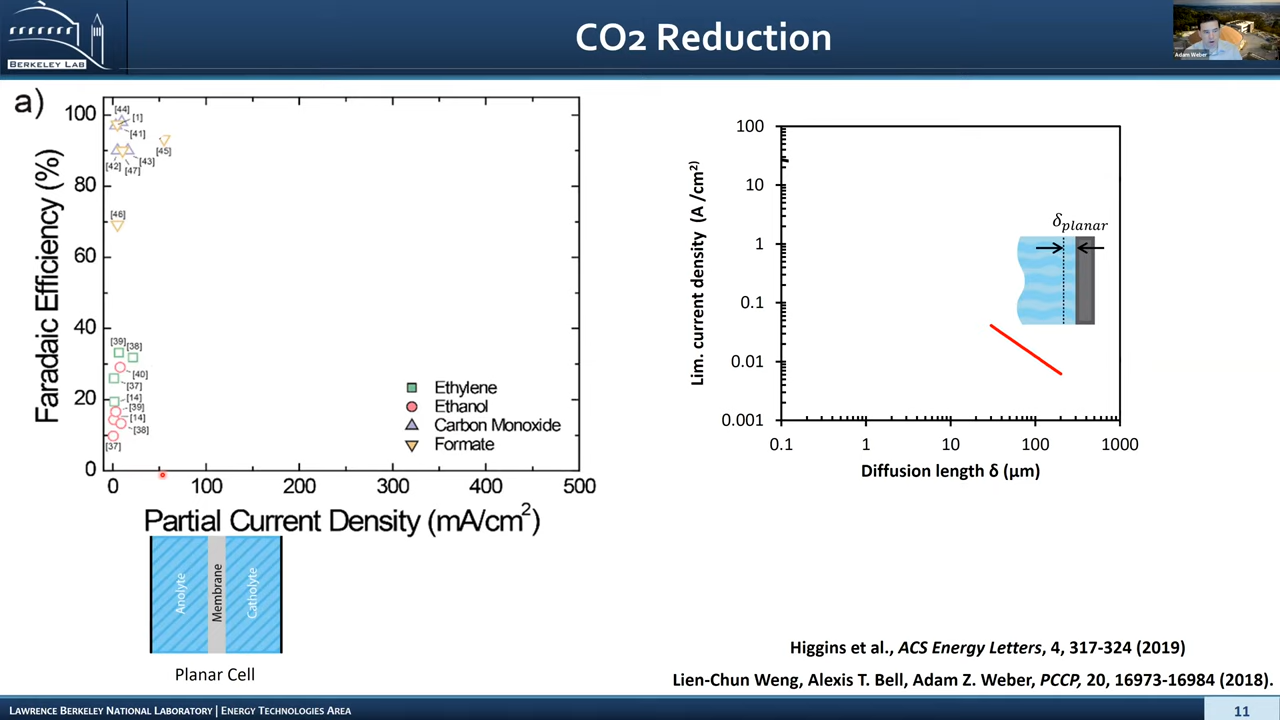 BERKELEY LAB
CO2 Reduction
Adam Weber
a)
100
80
60
40
20
0
Faradaic Efficiency (%)
[44]
[1]
[41]
[45]
[42]
[43]
[47]
[46]
[39]
[38]
[40]
[37]
[14]
[39]
[14]
[38]
[37]
Ethylene
Ethanol
Carbon Monoxide
Formate
0 100 200 300 400 500
Partial Current Density (mA/cm2)
Anolyte
Membrane
Catholyte
Planar Cell
100
10
1
0.1
0.01
0.001
Lim. current density (A /cm2)
δplanar
0.1 1 10 100 1000
Diffusion length δ (μm)
Higgins et al., ACS Energy Letters, 4, 317-324 (2019)
Lien-Chun Weng, Alexis T. Bell, Adam Z. Weber, PCCP, 20, 16973-16984 (2018).
LAWRENCE BERKELEY NATIONAL LABORATORY | ENERGY TECHNOLOGIES AREA
11